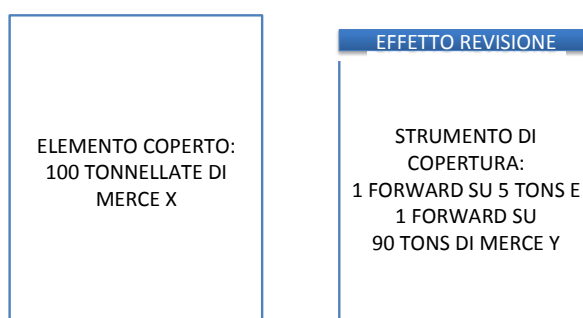 ELEMENTO COPERTO:
100 TONNELLATE DI
MERCE X
EFFETTO REVISIONE
STRUMENTO DI
COPERTURA:
1 FORWARD SU 5 TONS E
1 FORWARD SU
90 TONS DI MERCE Y